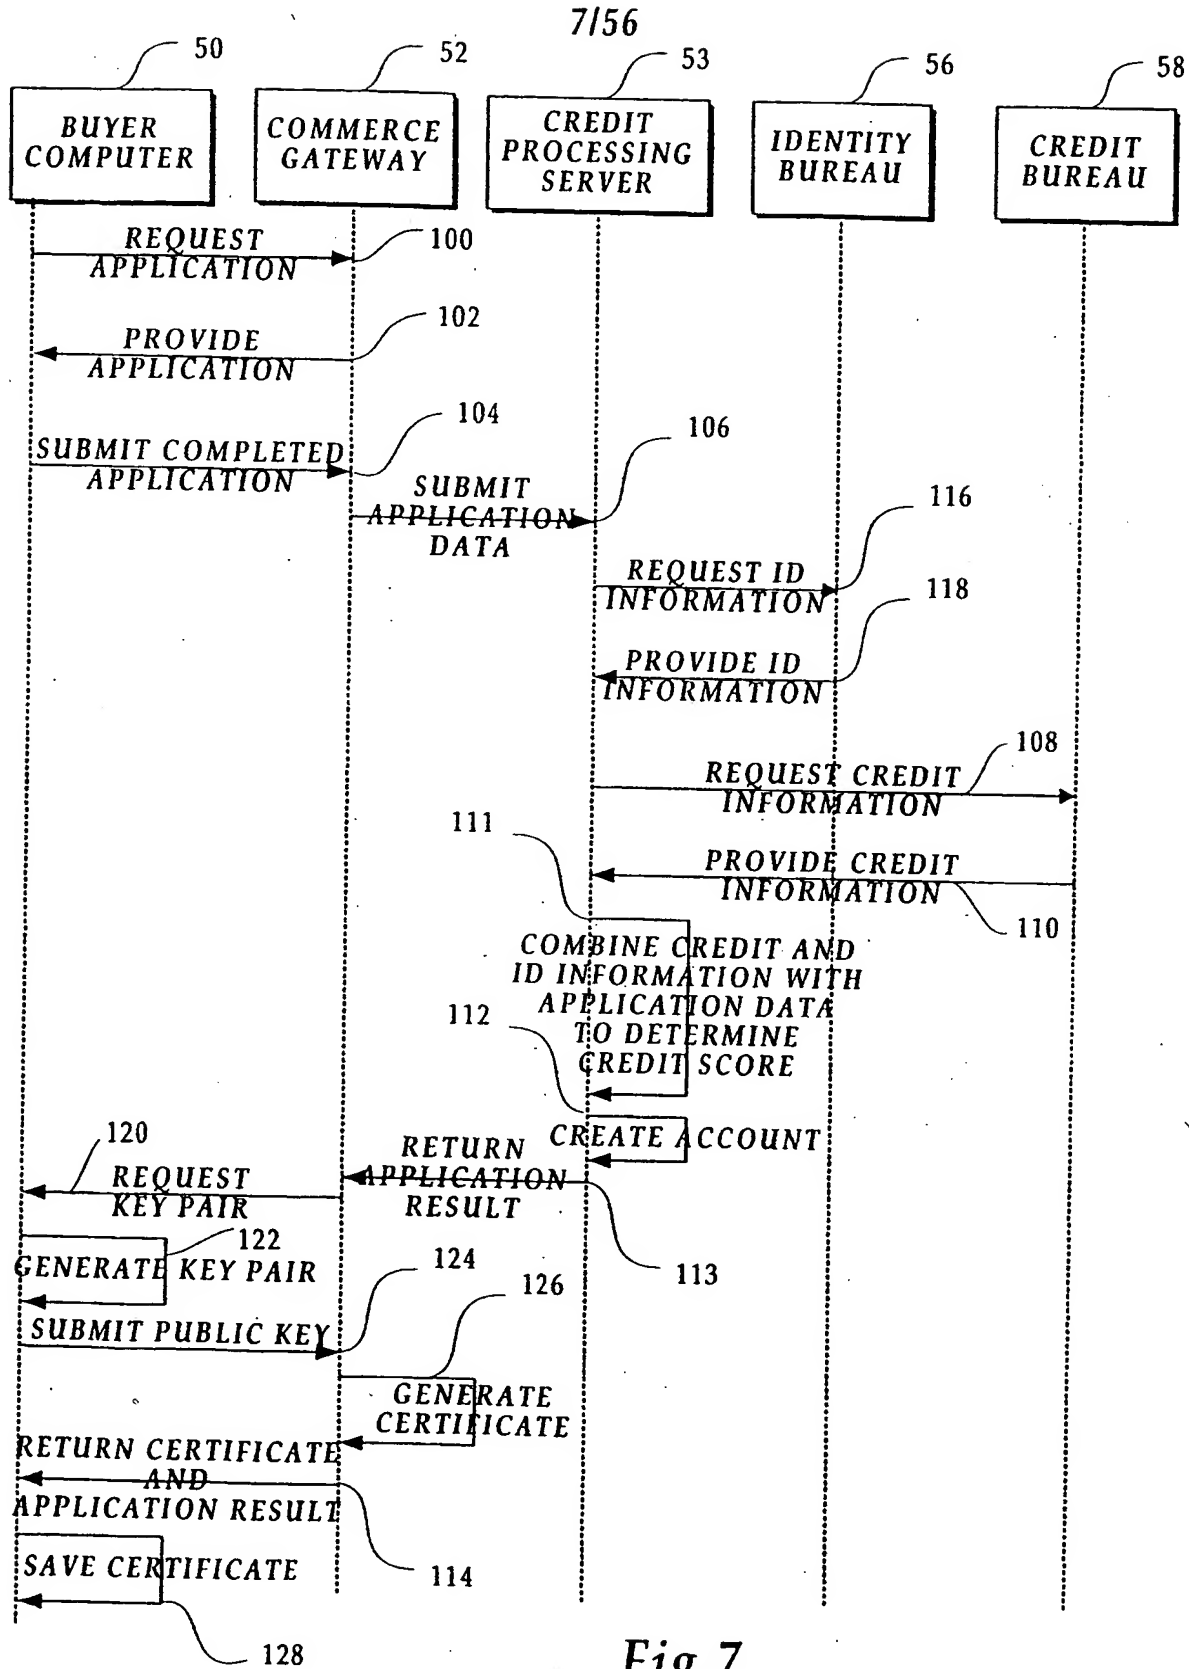 7/56
50
52
53
56
58
BUYER
COMPUTER
COMMERCE
GATEWAY
CREDIT
PROCESSING
SERVER
IDENTITY
BUREAU
CREDIT
BUREAU
REQUEST
APPLICATION
100
PROVIDE
APPLICATION
102
SUBMIT COMPLETED
APPLICATION
104
SUBMIT
APPLICATION
DATA
106
REQUEST ID
INFORMATION
116
PROVIDE ID
INFORMATION
118
REQUEST CREDIT
INFORMATION
108
PROVIDE CREDIT
INFORMATION
110
111
COMBINE CREDIT AND
ID INFORMATION WITH
APPLICATION DATA
TO DETERMINE
CREDIT SCORE
112
CREATE ACCOUNT
RETURN
APPLICATION
RESULT
113
120
REQUEST
KEY PAIR
122
GENERATE KEY PAIR
124
SUBMIT PUBLIC KEY
126
GENERATE
CERTIFICATE
RETURN CERTIFICATE
AND
APPLICATION RESULT
114
SAVE CERTIFICATE
128
Fig. 7